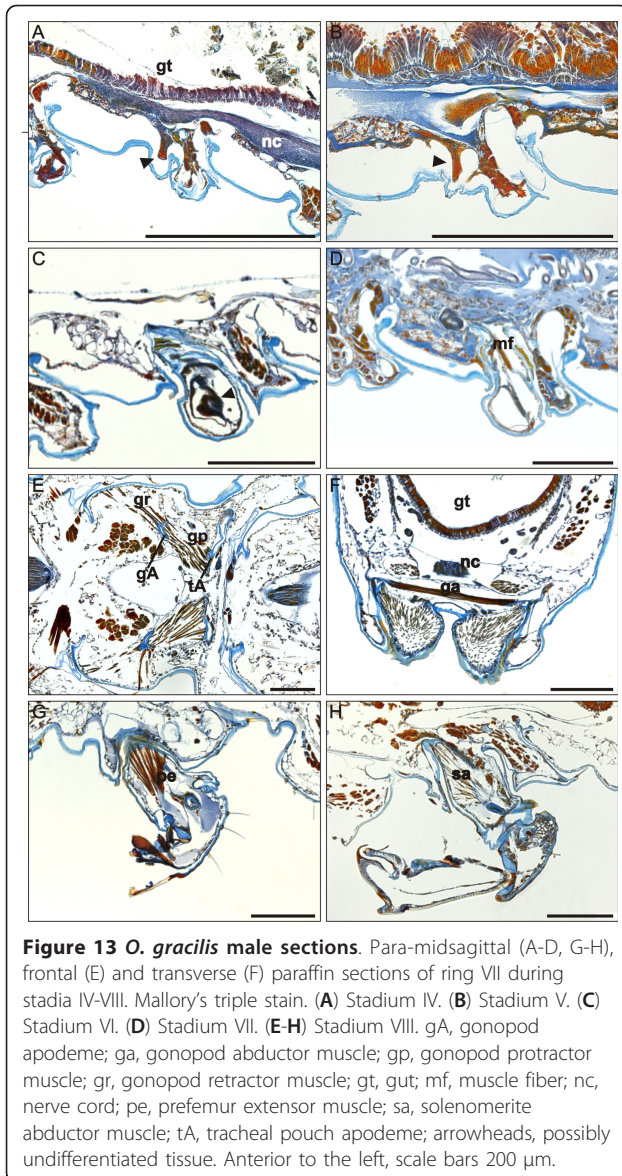 A
gt
nc
B
C
D
mf
E
gr
gp
gA
tA
F
gt
nc
ga
G
pe
H
sa
Figure 13 O. gracilis male sections. Para-midsagittal (A-D, G-H),
frontal (E) and transverse (F) paraffin sections of ring VII during
stadia IV-VIII. Mallory's triple stain. (A) Stadium IV. (B) Stadium V. (C)
Stadium VI. (D) Stadium VII. (E-H) Stadium VIII. gA, gonopod
apodeme; ga, gonopod abductor muscle; gp, gonopod protractor
muscle; gr, gonopod retractor muscle; gt, gut; mf, muscle fiber; nc,
nerve cord; pe, prefemur extensor muscle; sa, solenomerite
abductor muscle; tA, tracheal pouch apodeme; arrowheads, possibly
undifferentiated tissue. Anterior to the left, scale bars 200 μm.